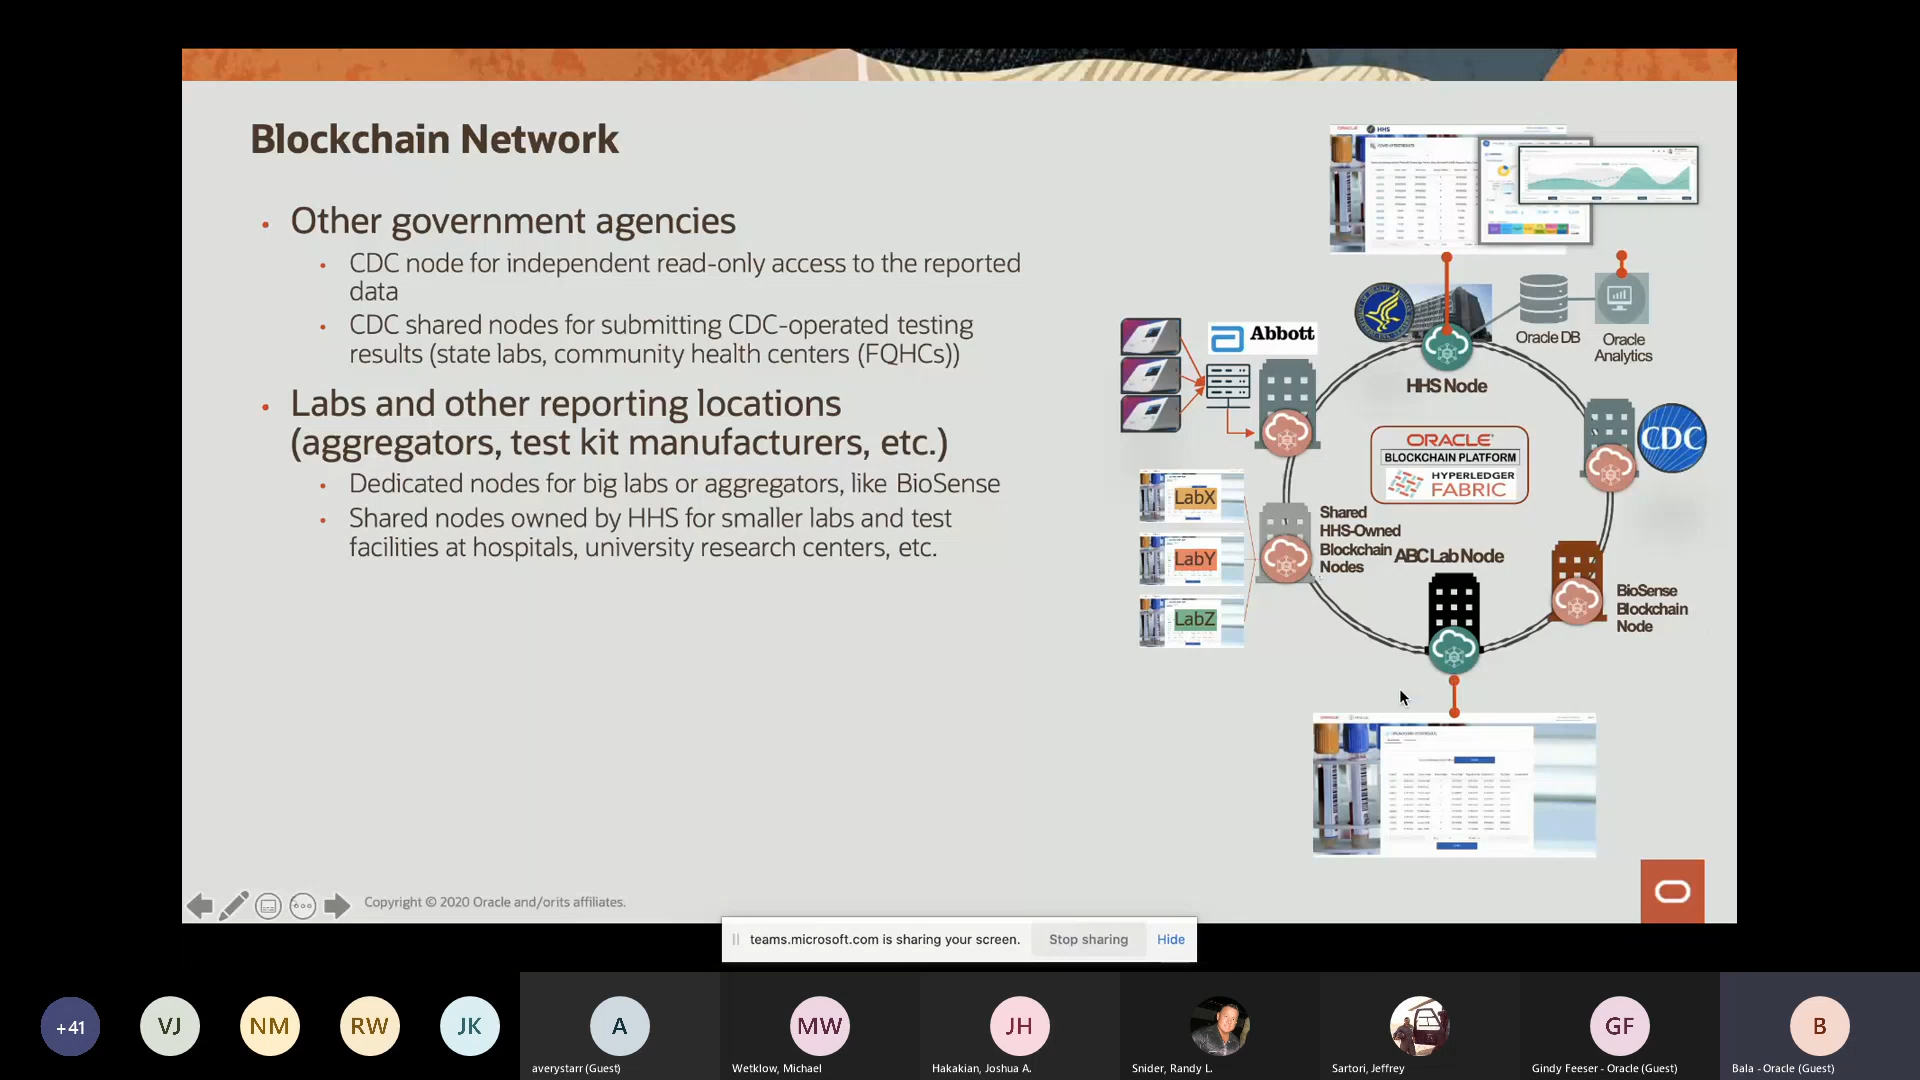 Blockchain Network
Other government agencies
CDC node for independent read-only access to the reported
data
CDC shared nodes for submitting CDC-operated testing
results (state labs, community health centers (FQHCs))
Labs and other reporting locations
(aggregators, test kit manufacturers, etc.)
Dedicated nodes for big labs or aggregators, like BioSense
Shared nodes owned by HHS for smaller labs and test
facilities at hospitals, university research centers, etc.
ORACLE HHS
Abbott
Oracle DB
Oracle
Analytics
HHS Node
CDC
ORACLE
BLOCKCHAIN PLATFORM
HYPERLEDGER
FABRIC
LabX
LabY
LabZ
Shared
HHS-Owned
Blockchain
Nodes
ABC Lab Node
BioSense
Blockchain
Node
Copyright © 2020 Oracle and/orits affiliates.
teams.microsoft.com is sharing your screen.
Stop sharing
Hide
+41
VJ
NM
RW
JK
A
MW
JH
GF
B
averystarr (Guest)
Wetklow, Michael
Hakakian, Joshua A.
Snider, Randy L.
Sartori, Jeffrey
Gindy Feeser - Oracle (Guest)
Bala - Oracle (Guest)